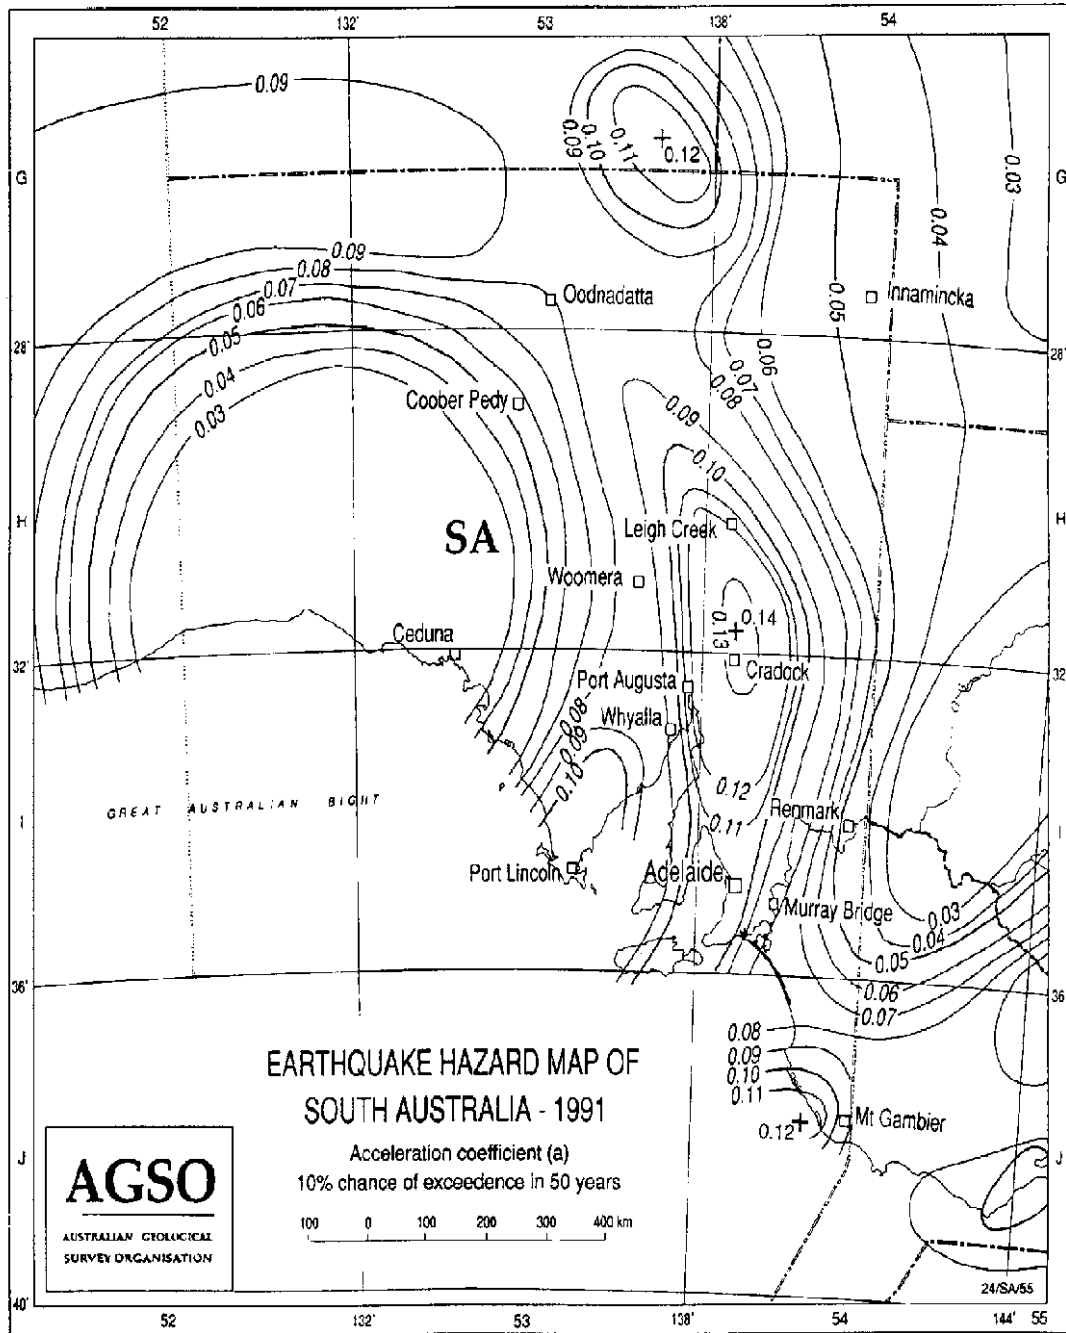 52 132' 53 138' 54
0.09
0.09
0.10
0.11
0.12
G G
0.03
0.04
0.05
0.09
0.08
0.07
0.06
0.05
0.04
0.03
Oodnadatta
Innamincka
28' 28'
0.06
0.07
0.08
Coober Pedy
0.09
0.10
H H
SA
Leigh Creek
Woomera
0.14
0.13
Ceduna
32' 32'
Cradock
Port Augusta
Whyalla
0.08
0.09
0.10
0.12
0.11
GREAT AUSTRALIAN BIGHT
Renmark
I I
Port Lincoln
Adelaide
Murray Bridge
0.03
0.04
0.05
0.06
0.07
36' 36'
0.08
0.09
0.10
0.11
0.12
Mt Gambier
EARTHQUAKE HAZARD MAP OF
SOUTH AUSTRALIA - 1991
Acceleration coefficient (a)
10% chance of exceedence in 50 years
100 0 100 200 300 400 km
J J
AGSO
AUSTRALIAN GEOLOGICAL
SURVEY ORGANISATION
24/SA/55
40'
52 132' 53 138' 54 144' 55